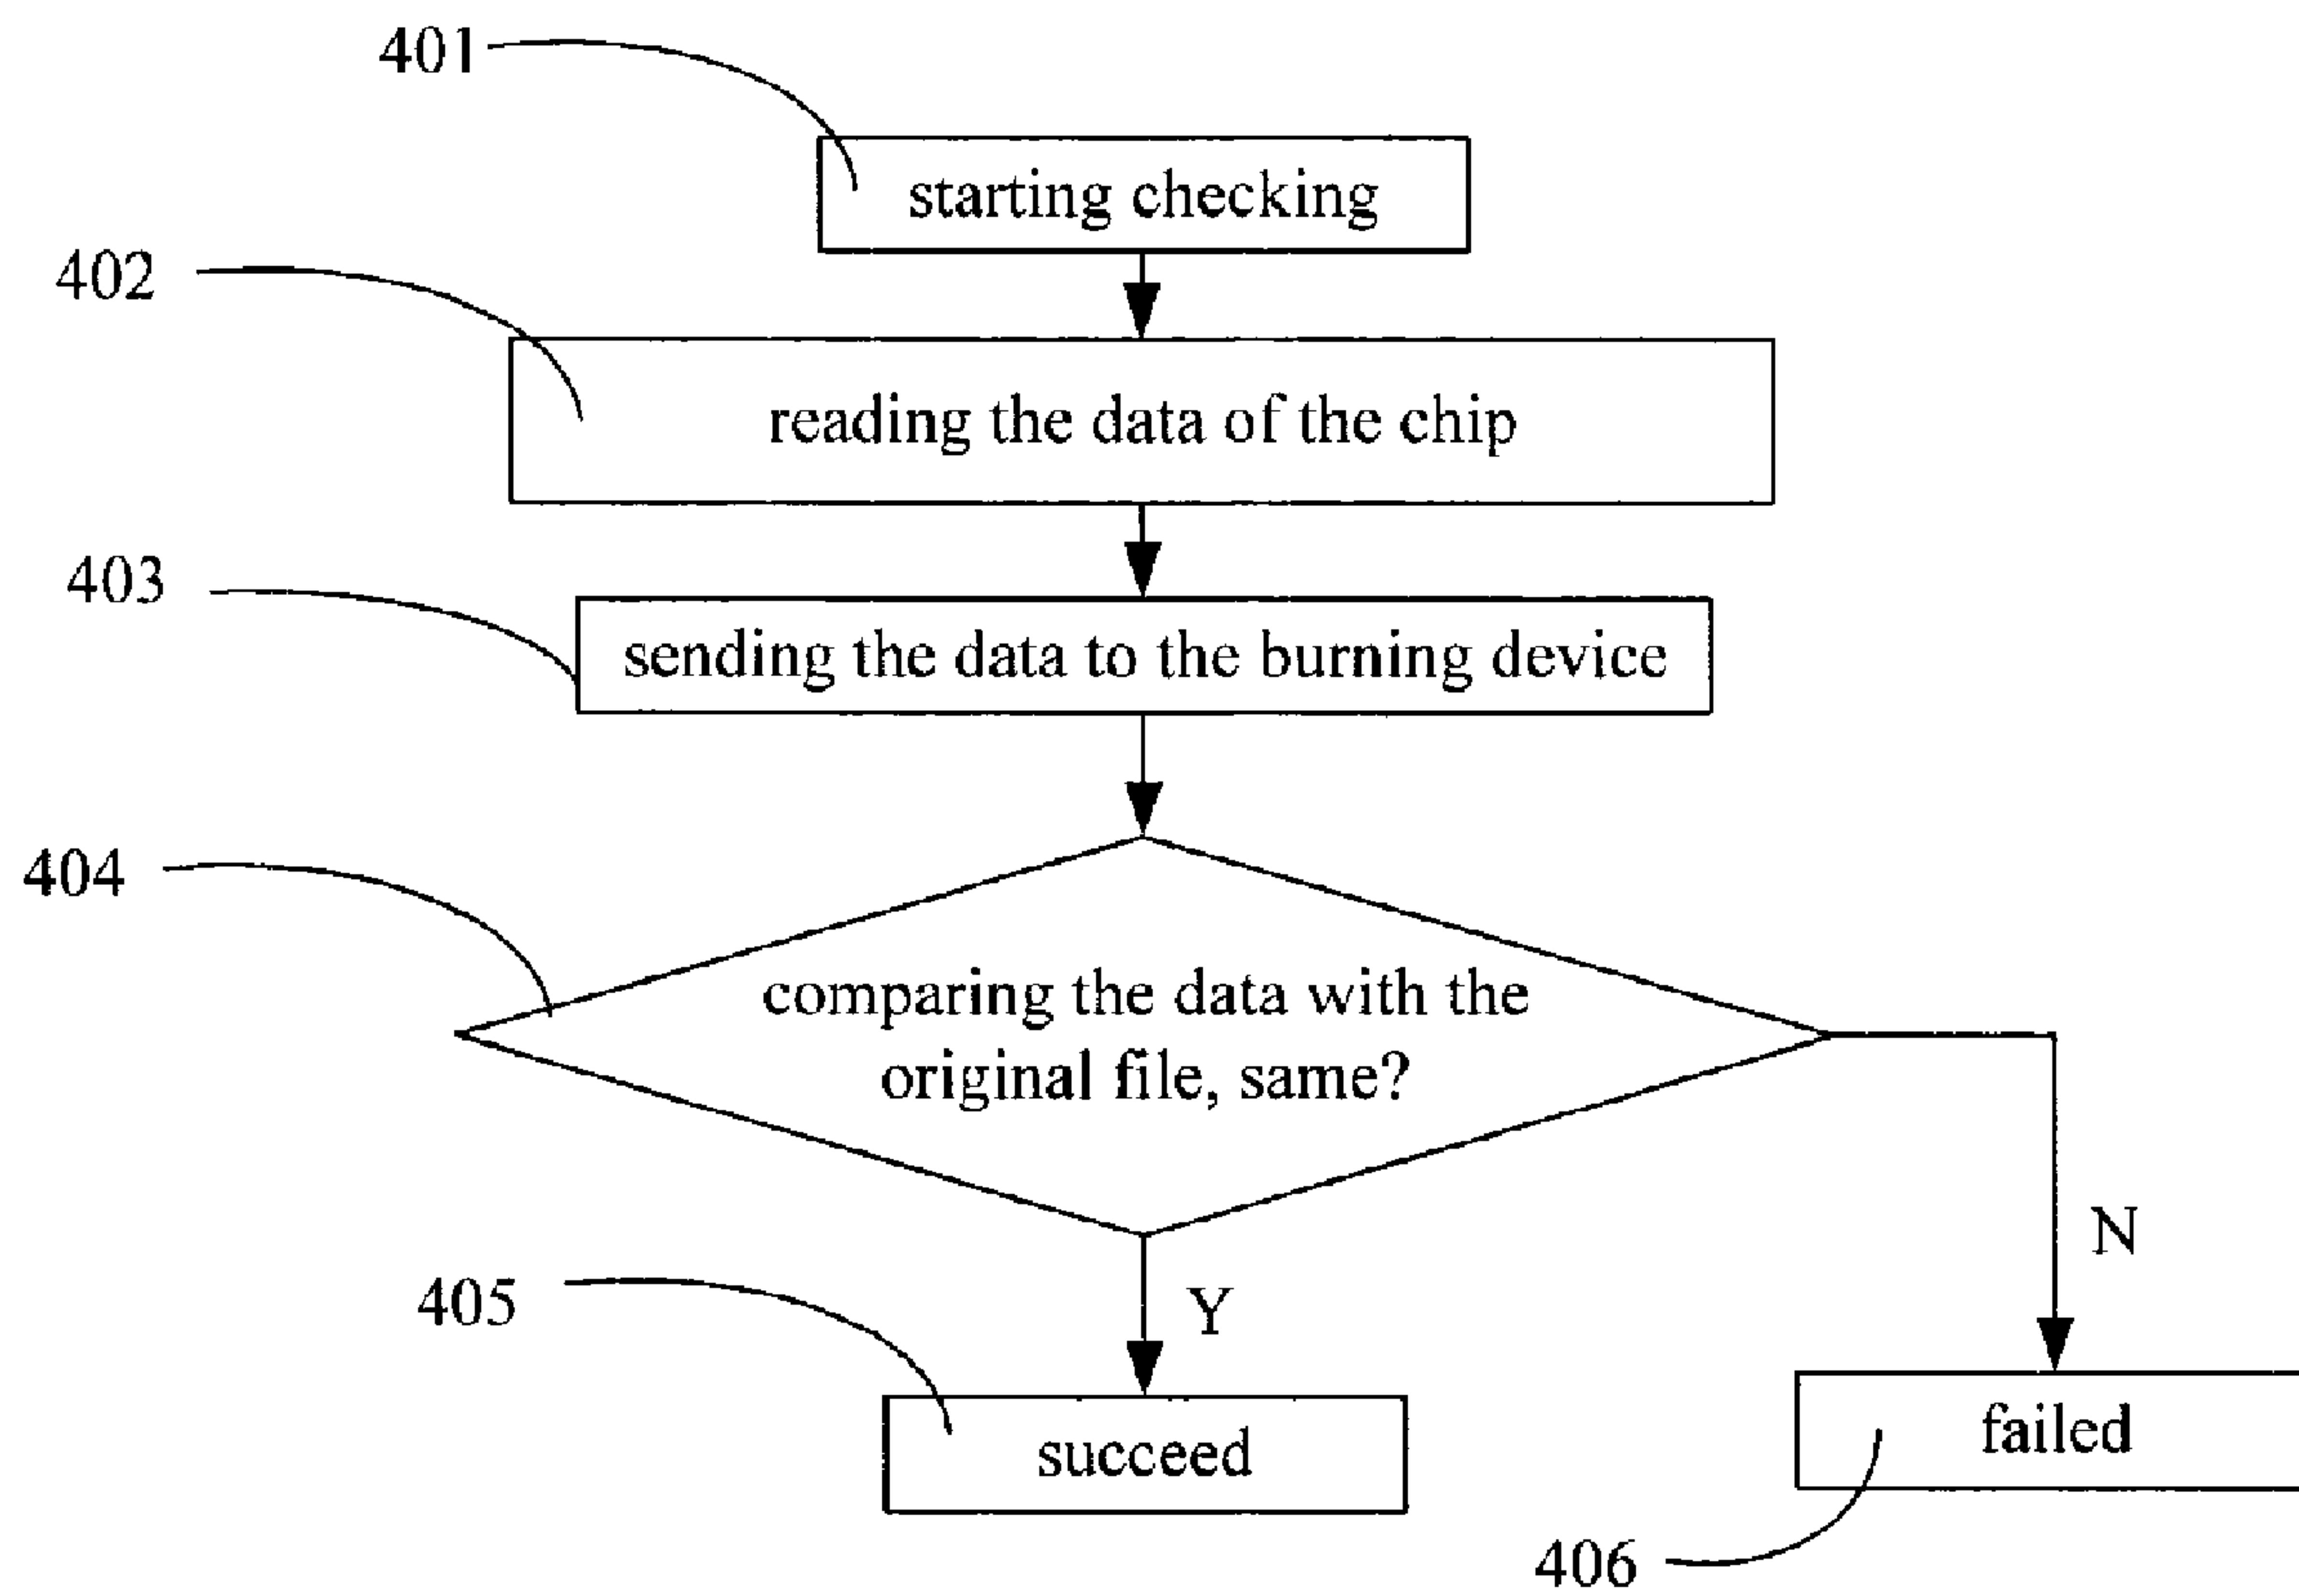 401
starting checking
402
reading the data of the chip
403
sending the data to the burning device
404
comparing the data with the
original file, same?
N
405
Y
succeed
failed
406